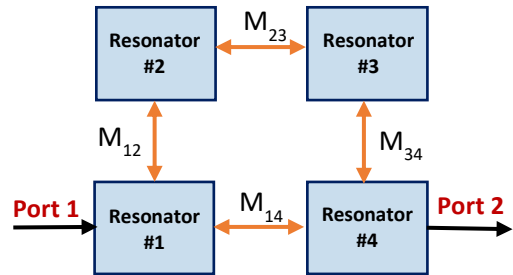 Resonator
#2
M₂₃
Resonator
#3
M₁₂
M₃₄
Port 1
Resonator
#1
M₁₄
Resonator
#4
Port 2